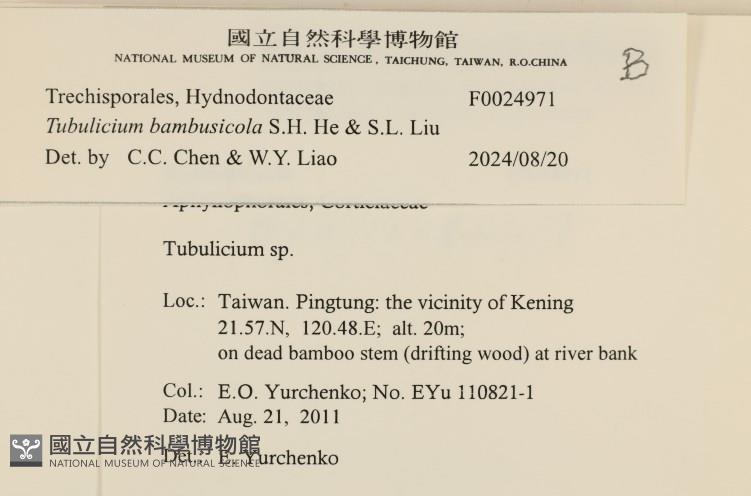 國立自然科學博物館
NATIONAL MUSEUM OF NATURAL SCIENCE, TAICHUNG, TAIWAN, R.O.CHINA
B
Trechisporales, Hydnodontaceae F0024971
Tubulicium bambusicola S.H. He & S.L. Liu
Det. by C.C. Chen & W.Y. Liao 2024/08/20
Aphyllophorales, Corticiaceae
Tubulicium sp.
Loc.: Taiwan. Pingtung: the vicinity of Kening
21.57.N, 120.48.E; alt. 20m;
on dead bamboo stem (drifting wood) at river bank
Col.: E.O. Yurchenko; No. EYu 110821-1
Date: Aug. 21, 2011
Det.: E. Yurchenko
國立自然科學博物館
NATIONAL MUSEUM OF NATURAL SCIENCE